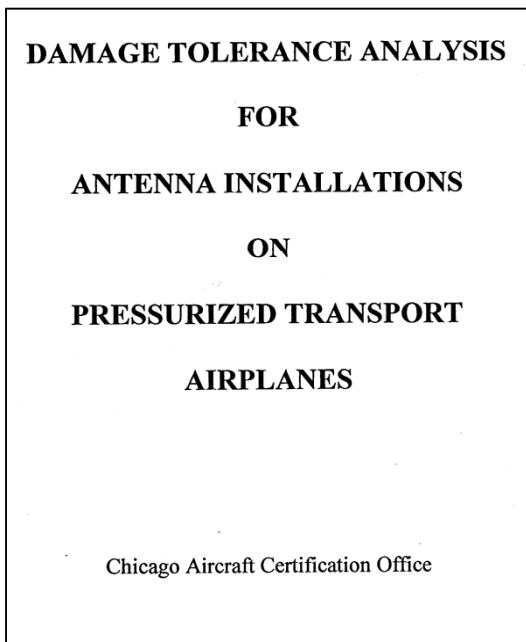 DAMAGE TOLERANCE ANALYSIS
FOR
ANTENNA INSTALLATIONS
ON
PRESSURIZED TRANSPORT
AIRPLANES
Chicago Aircraft Certification Office